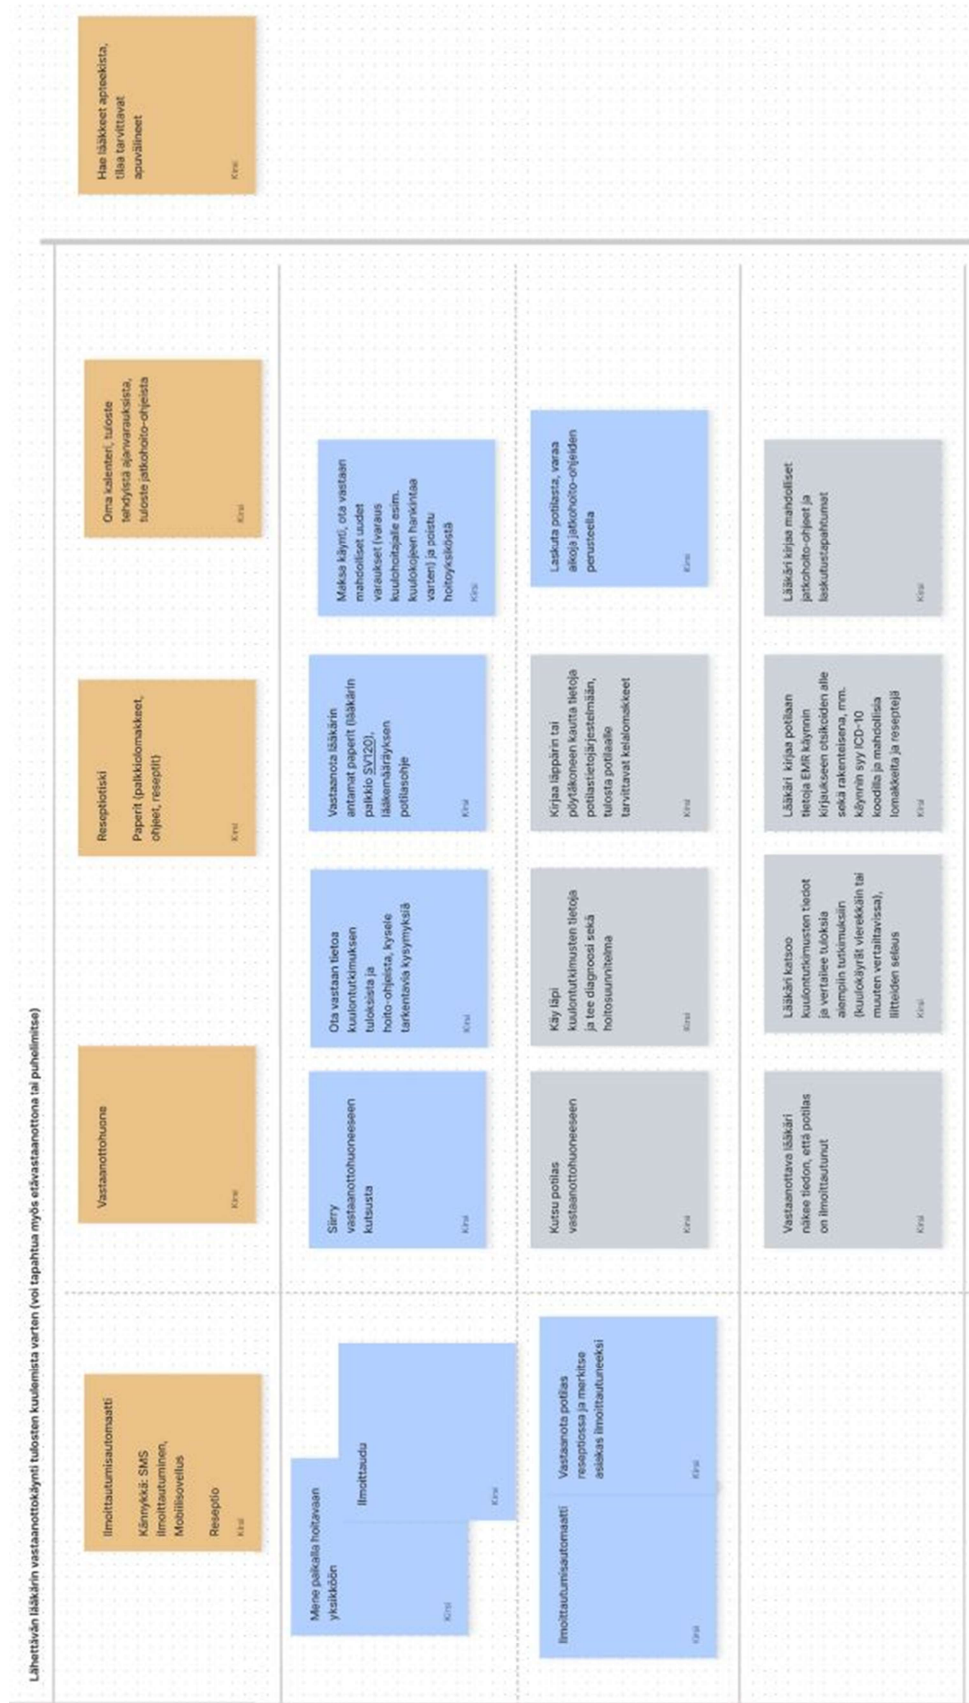 Lähettävän lääkärin vastaanottokäynti tulosten kuulemista varten (voi tapahtua myös etävastaanottona tai puhelimitse)
Ilmoittautumisautomaatti
Kännykkä: SMS
ilmoittautuminen,
Mobiilisovellus
Reseptio
Kirsi
Vastaanottohuone
Kirsi
Reseptiotiski
Paperit (palkkiolomakkeet,
ohjeet, reseptit)
Kirsi
Oma kalenteri, tuloste
tehdyistä ajanvarauksista,
tuloste jatkohoito-ohjeista
Kirsi
Hae lääkkeet apteekista,
tilaa tarvittavat
apuvälineet
Kirsi
Mene paikalla hoitavaan
yksikköön
Kirsi
Ilmoittaudu
Kirsi
Siirry
vastaanottohuoneeseen
kutsusta
Kirsi
Ota vastaan tietoa
kuulontutkimuksen
tuloksista ja
hoito-ohjeista, kysele
tarkentavia kysymyksiä
Kirsi
Vastaanota lääkärin
antamat paperit (lääkärin
palkkio SV120),
lääkemääräyksen
potilasohje
Kirsi
Maksa käynti, ota vastaan
mahdolliset uudet
varaukset (varaus
kuulohoitajalle esim.
kuulokojeen hankintaa
varten) ja poistu
hoitoyksiköstä
Kirsi
Ilmoittautumisautomaatti
Kirsi
Vastaanota potilas
reseptiossa ja merkitse
asiakas ilmoittautuneeksi
Kirsi
Kutsu potilas
vastaanottohuoneeseen
Kirsi
Käy läpi
kuulontutkimusten tietoja
ja tee diagnoosi sekä
hoitosuunnitelma
Kirsi
Kirjaa läppärin tai
pöytäkoneen kautta tietoja
potilastietojärjestelmään,
tulosta potilaalle
tarvittavat kelalomakkeet
Kirsi
Laskuta potilasta, varaa
aikoja jatkohoito-ohjeiden
perusteella
Kirsi
Vastaanottava lääkäri
näkee tiedon, että potilas
on ilmoittautunut
Kirsi
Lääkäri katsoo
kuulontutkimusten tiedot
ja vertailee tuloksia
aiempiin tutkimuksiin
(kuulokäyrät vierekkäin tai
muuten vertailtavissa),
liitteiden selaus
Kirsi
Lääkäri kirjaa potilaan
tietoja EMR käynnin
kirjaukseen otsikoiden alle
sekä rakenteisena, mm.
käynnin syy ICD-10
koodilla ja mahdollisia
lomakkeita ja reseptejä
Kirsi
Lääkäri kirjaa mahdolliset
jatkohoito-ohjeet ja
laskutustapahtumat
Kirsi